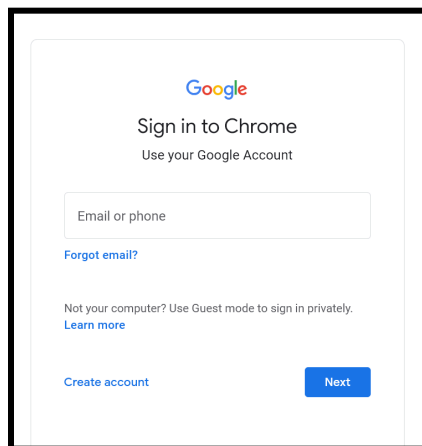 Google
Sign in to Chrome
Use your Google Account
Email or phone
Forgot email?
Not your computer? Use Guest mode to sign in privately.
Learn more
Create account
Next